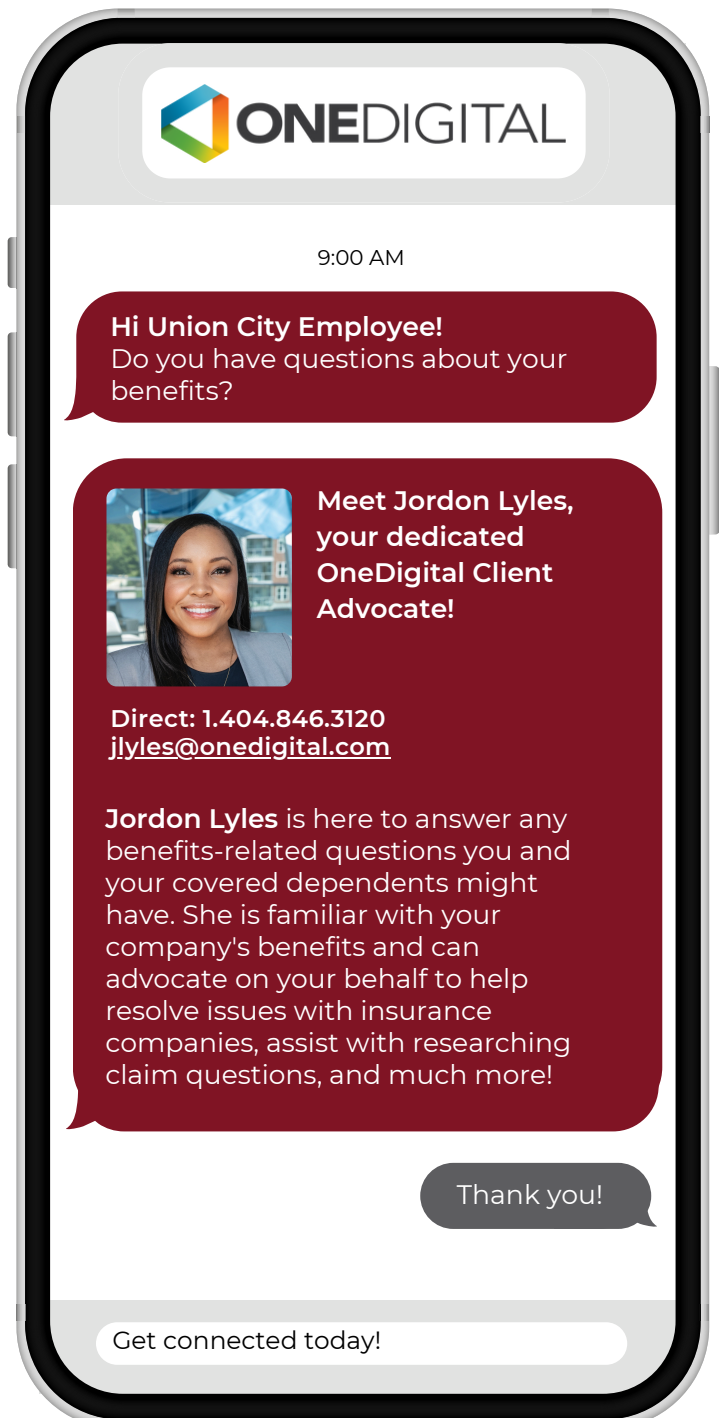 ONEDIGITAL
9:00 AM
Hi Union City Employee!
Do you have questions about your
benefits?
Meet Jordon Lyles,
your dedicated
OneDigital Client
Advocate!
Direct: 1.404.846.3120
jlyles@onedigital.com
Jordon Lyles is here to answer any
benefits-related questions you and
your covered dependents might
have. She is familiar with your
company's benefits and can
advocate on your behalf to help
resolve issues with insurance
companies, assist with researching
claim questions, and much more!
Thank you!
Get connected today!